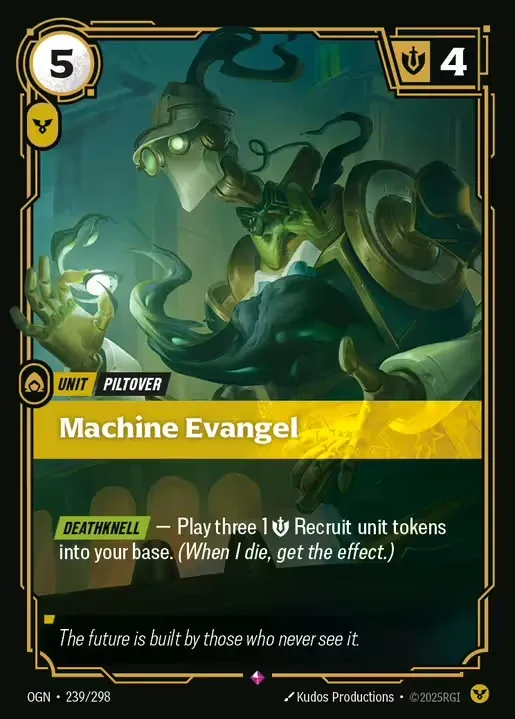 5
4
UNIT PILTOVER
Machine Evangel
DEATHKNELL — Play three 1 Recruit unit tokens
into your base. (When I die, get the effect.)
The future is built by those who never see it.
OGN • 239/298
Kudos Productions • ©2025RGI